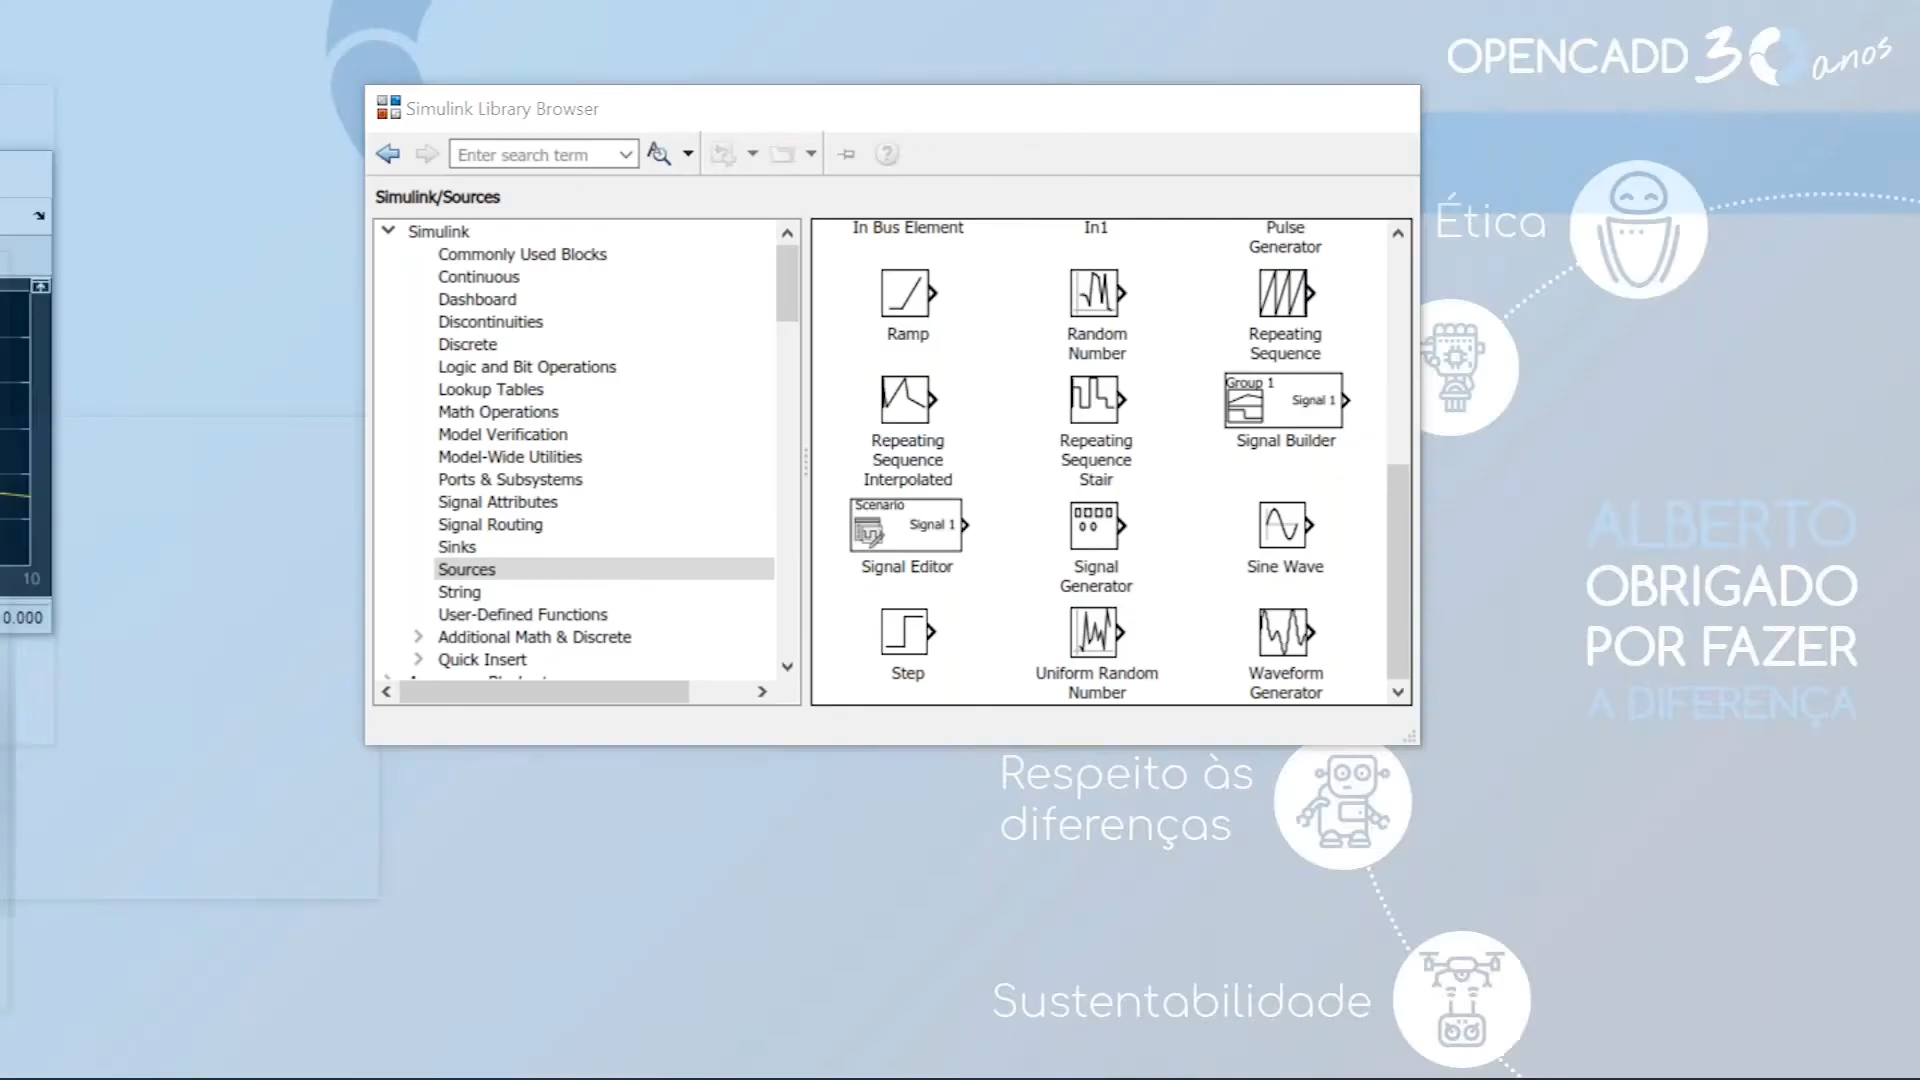 OPENCADD 30 anos
Simulink Library Browser
Enter search term
Simulink/Sources
Simulink
Commonly Used Blocks
Continuous
Dashboard
Discontinuities
Discrete
Logic and Bit Operations
Lookup Tables
Math Operations
Model Verification
Model-Wide Utilities
Ports & Subsystems
Signal Attributes
Signal Routing
Sinks
Sources
String
User-Defined Functions
Additional Math & Discrete
Quick Insert
In Bus Element
In1
Pulse
Generator
Ramp
Random
Number
Repeating
Sequence
Repeating
Sequence
Interpolated
Repeating
Sequence
Stair
Group 1
Signal 1
Signal Builder
Scenario
Signal 1
Signal Editor
Signal
Generator
Sine Wave
Step
Uniform Random
Number
Waveform
Generator
10
0.000
Ética
ALBERTO
OBRIGADO
POR FAZER
A DIFERENÇA
Respeito às
diferenças
Sustentabilidade